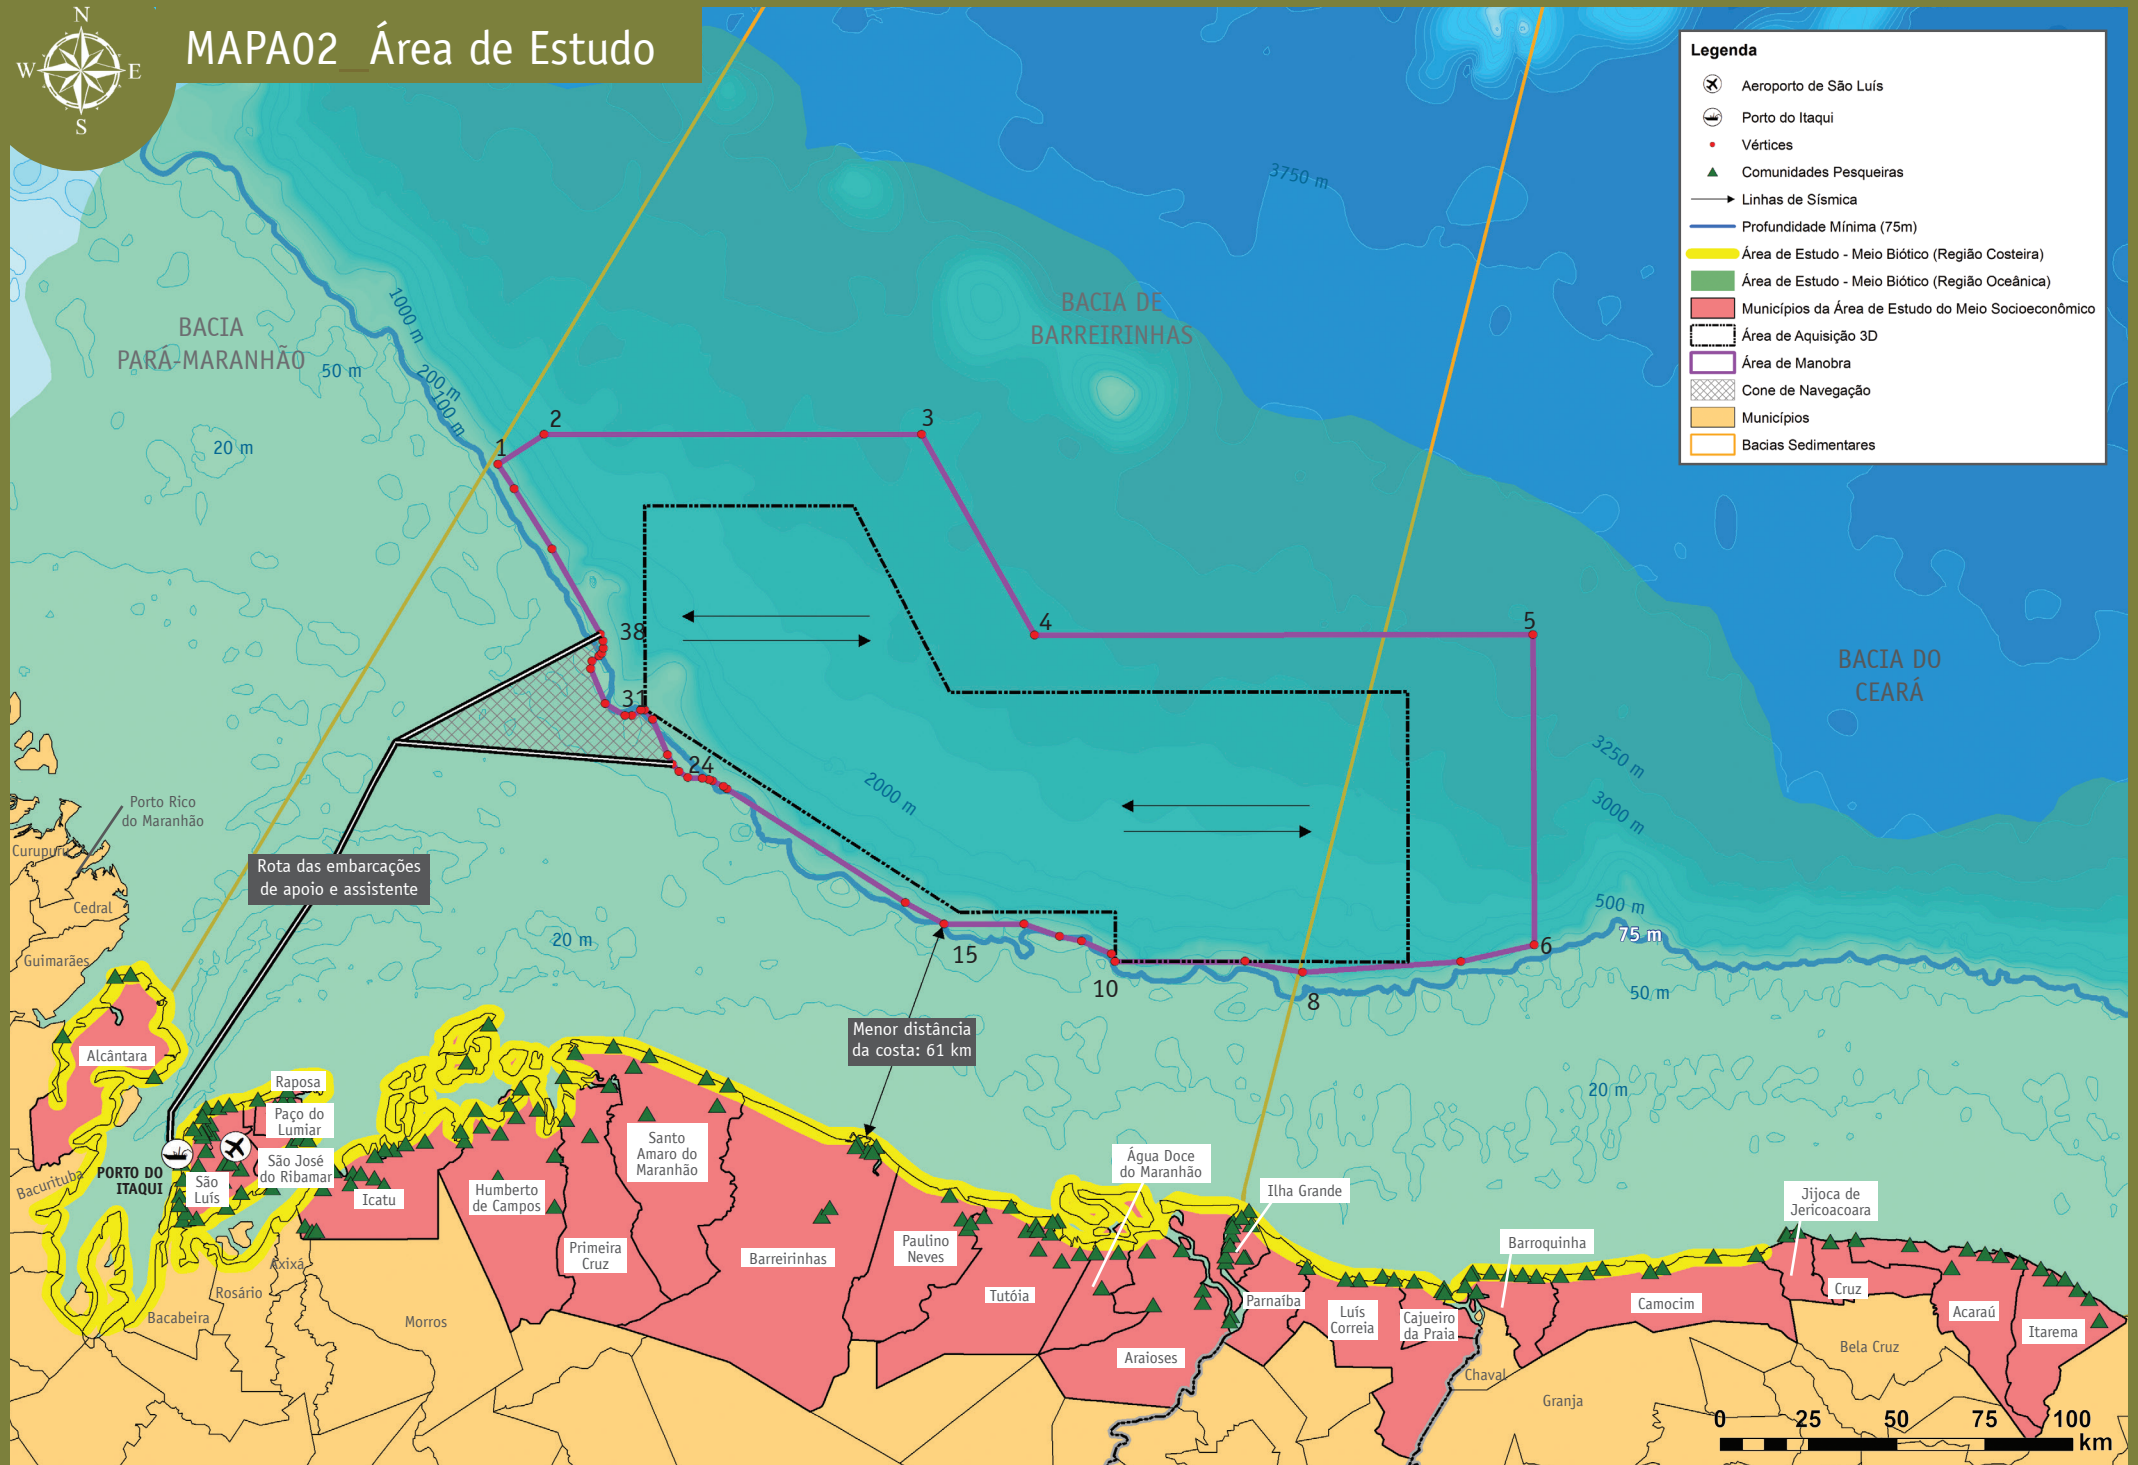 N
W
E
S
MAPA02_Área de Estudo
Legenda
Aeroporto de São Luís
Porto do Itaqui
Vértices
Comunidades Pesqueiras
Linhas de Sísmica
Profundidade Mínima (75m)
Área de Estudo - Meio Biótico (Região Costeira)
Área de Estudo - Meio Biótico (Região Oceânica)
Municípios da Área de Estudo do Meio Socioeconômico
Área de Aquisição 3D
Área de Manobra
Cone de Navegação
Municípios
Bacias Sedimentares
3750 m
BACIA
PARÁ-MARANHÃO
BACIA DE
BARREIRINHAS
BACIA DO
CEARÁ
1000 m
200 m
100 m
50 m
20 m
1
2
3
4
5
38
31
24
15
10
8
6
2000 m
3250 m
3000 m
500 m
75 m
50 m
20 m
20 m
Porto Rico
do Maranhão
Curupuru
Cedral
Guimarães
Rota das embarcações
de apoio e assistente
Menor distância
da costa: 61 km
Alcântara
Raposa
Paço do
Lumiar
São José
do Ribamar
São
Luís
PORTO DO
ITAQUI
Bacurituba
Icatu
Axixá
Rosário
Bacabeira
Morros
Humberto
de Campos
Primeira
Cruz
Santo
Amaro do
Maranhão
Barreirinhas
Paulino
Neves
Tutóia
Água Doce
do Maranhão
Araioses
Ilha Grande
Parnaíba
Luís
Correia
Cajueiro
da Praia
Barroquinha
Chaval
Granja
Camocim
Jijoca de
Jericoacoara
Cruz
Bela Cruz
Acaraú
Itarema
0 25 50 75 100
km